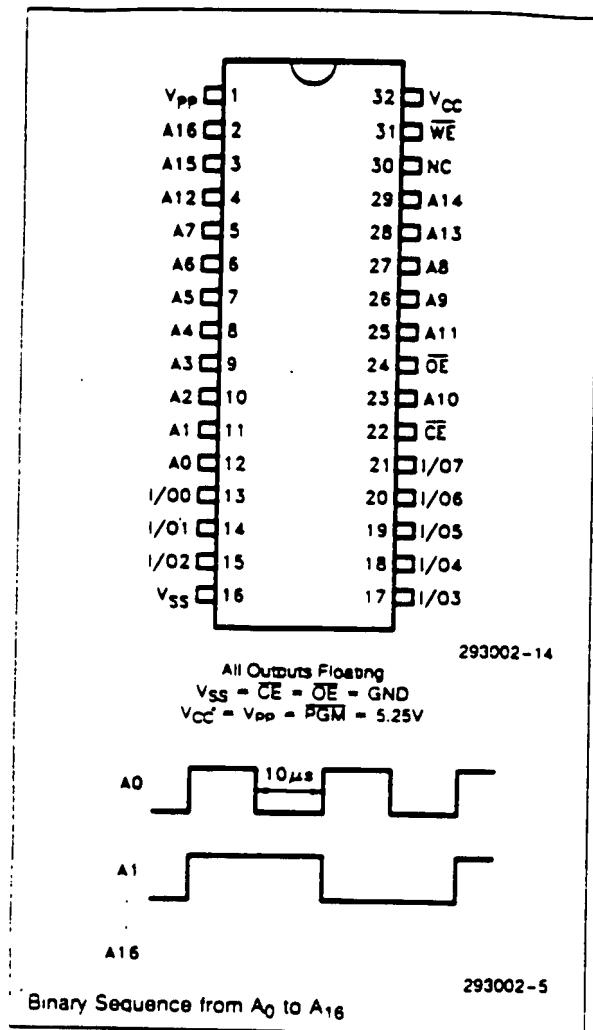 VPP 1 32 VCC
A16 2 31 WE
A15 3 30 NC
A12 4 29 A14
A7 5 28 A13
A6 6 27 A8
A5 7 26 A9
A4 8 25 A11
A3 9 24 OE
A2 10 23 A10
A1 11 22 CE
A0 12 21 I/O7
I/O0 13 20 I/O6
I/O1 14 19 I/O5
I/O2 15 18 I/O4
VSS 16 17 I/O3
293002-14
All Outputs Floating
VSS = CE = OE = GND
VCC = VPP = PGM = 5.25V
A0 10μs
A1
A16
293002-5
Binary Sequence from A0 to A16